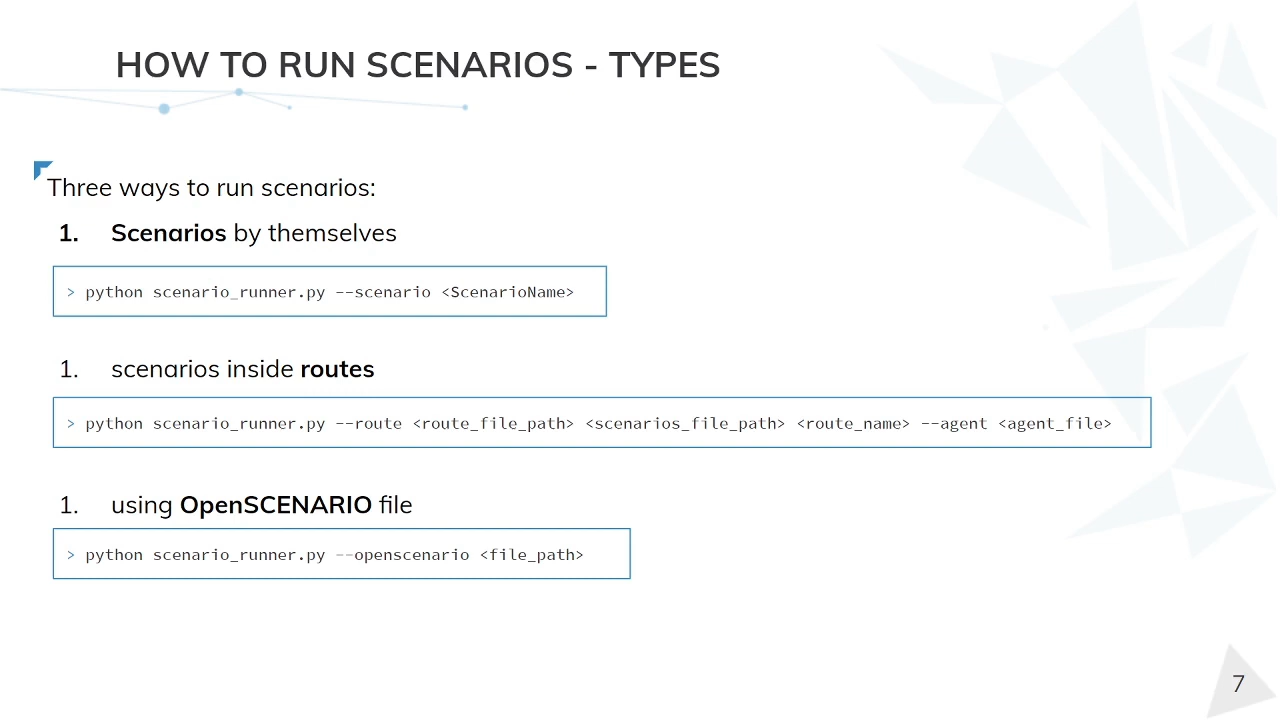 HOW TO RUN SCENARIOS - TYPES
Three ways to run scenarios:
1. Scenarios by themselves
> python scenario_runner.py --scenario <ScenarioName>
1. scenarios inside routes
> python scenario_runner.py --route <route_file_path> <scenarios_file_path> <route_name> --agent <agent_file>
1. using OpenSCENARIO file
> python scenario_runner.py --openscenario <file_path>
7